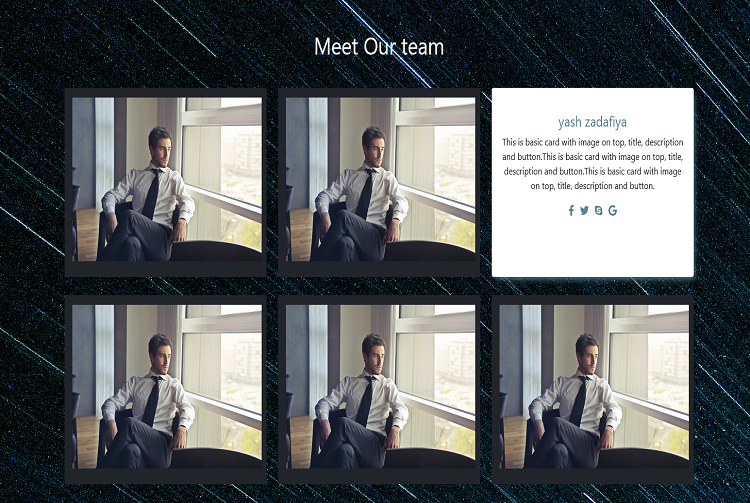 Meet Our team
yash zadafiya
This is basic card with image on top, title, description
and button.This is basic card with image on top, title,
description and button.This is basic card with image
on top, title, description and button.